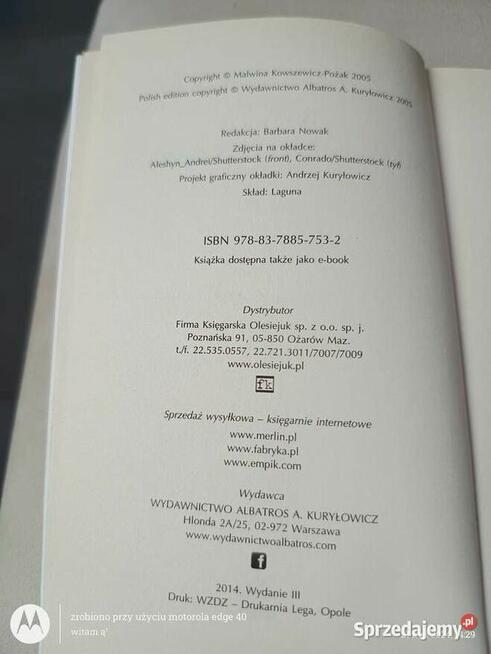 Copyright © Malwina Kowszewicz-Pożak 2005
Polish edition copyright © Wydawnictwo Albatros A. Kuryłowicz 2005
Redakcja: Barbara Nowak
Zdjęcia na okładce:
Aleshyn_Andrei/Shutterstock (front), Conrado/Shutterstock (tył)
Projekt graficzny okładki: Andrzej Kuryłowicz
Skład: Laguna
ISBN 978-83-7885-753-2
Książka dostępna także jako e-book
Dystrybutor
Firma Księgarska Olesiejuk sp. z o.o. sp. j.
Poznańska 91, 05-850 Ożarów Maz.
t./f. 22.535.0557, 22.721.3011/7007/7009
www.olesiejuk.pl
fk
Sprzedaż wysyłkowa – księgarnie internetowe
www.merlin.pl
www.fabryka.pl
www.empik.com
Wydawca
WYDAWNICTWO ALBATROS A. KURYŁOWICZ
Hlonda 2A/25, 02-972 Warszawa
www.wydawnictwoalbatros.com
f
2014. Wydanie III
Druk: WZDZ – Drukarnia Lega, Opole
zrobiono przy użyciu motorola edge 40
witam ą'
Sprzedajemy.pl